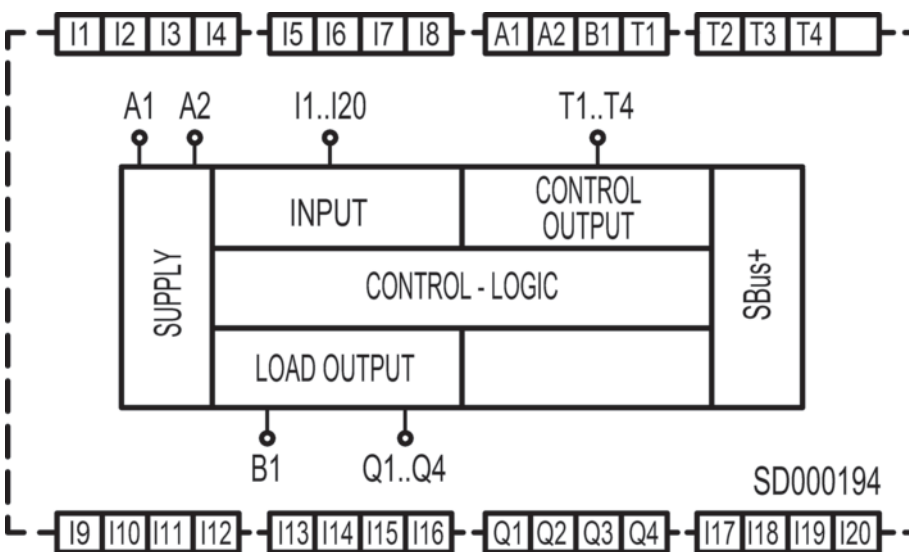 I1 I2 I3 I4 I5 I6 I7 I8 A1 A2 B1 T1 T2 T3 T4
A1 A2 I1..I20 T1..T4
INPUT
CONTROL
OUTPUT
SUPPLY
CONTROL - LOGIC
SBus+
LOAD OUTPUT
B1 Q1..Q4
SD000194
I9 I10 I11 I12 I13 I14 I15 I16 Q1 Q2 Q3 Q4 I17 I18 I19 I20